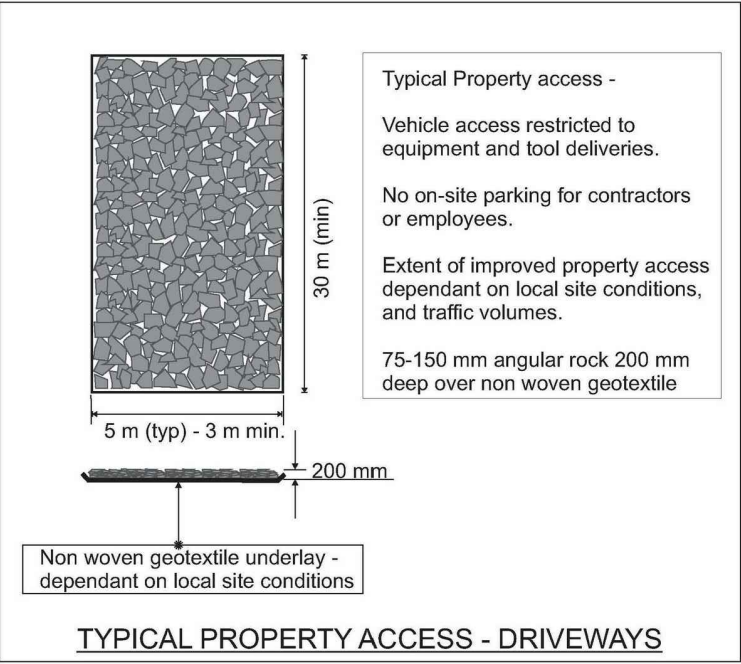 Typical Property access -
Vehicle access restricted to
equipment and tool deliveries.
No on-site parking for contractors
or employees.
Extent of improved property access
dependant on local site conditions,
and traffic volumes.
75-150 mm angular rock 200 mm
deep over non woven geotextile
30 m (min)
5 m (typ) - 3 m min.
200 mm
Non woven geotextile underlay -
dependant on local site conditions
TYPICAL PROPERTY ACCESS - DRIVEWAYS